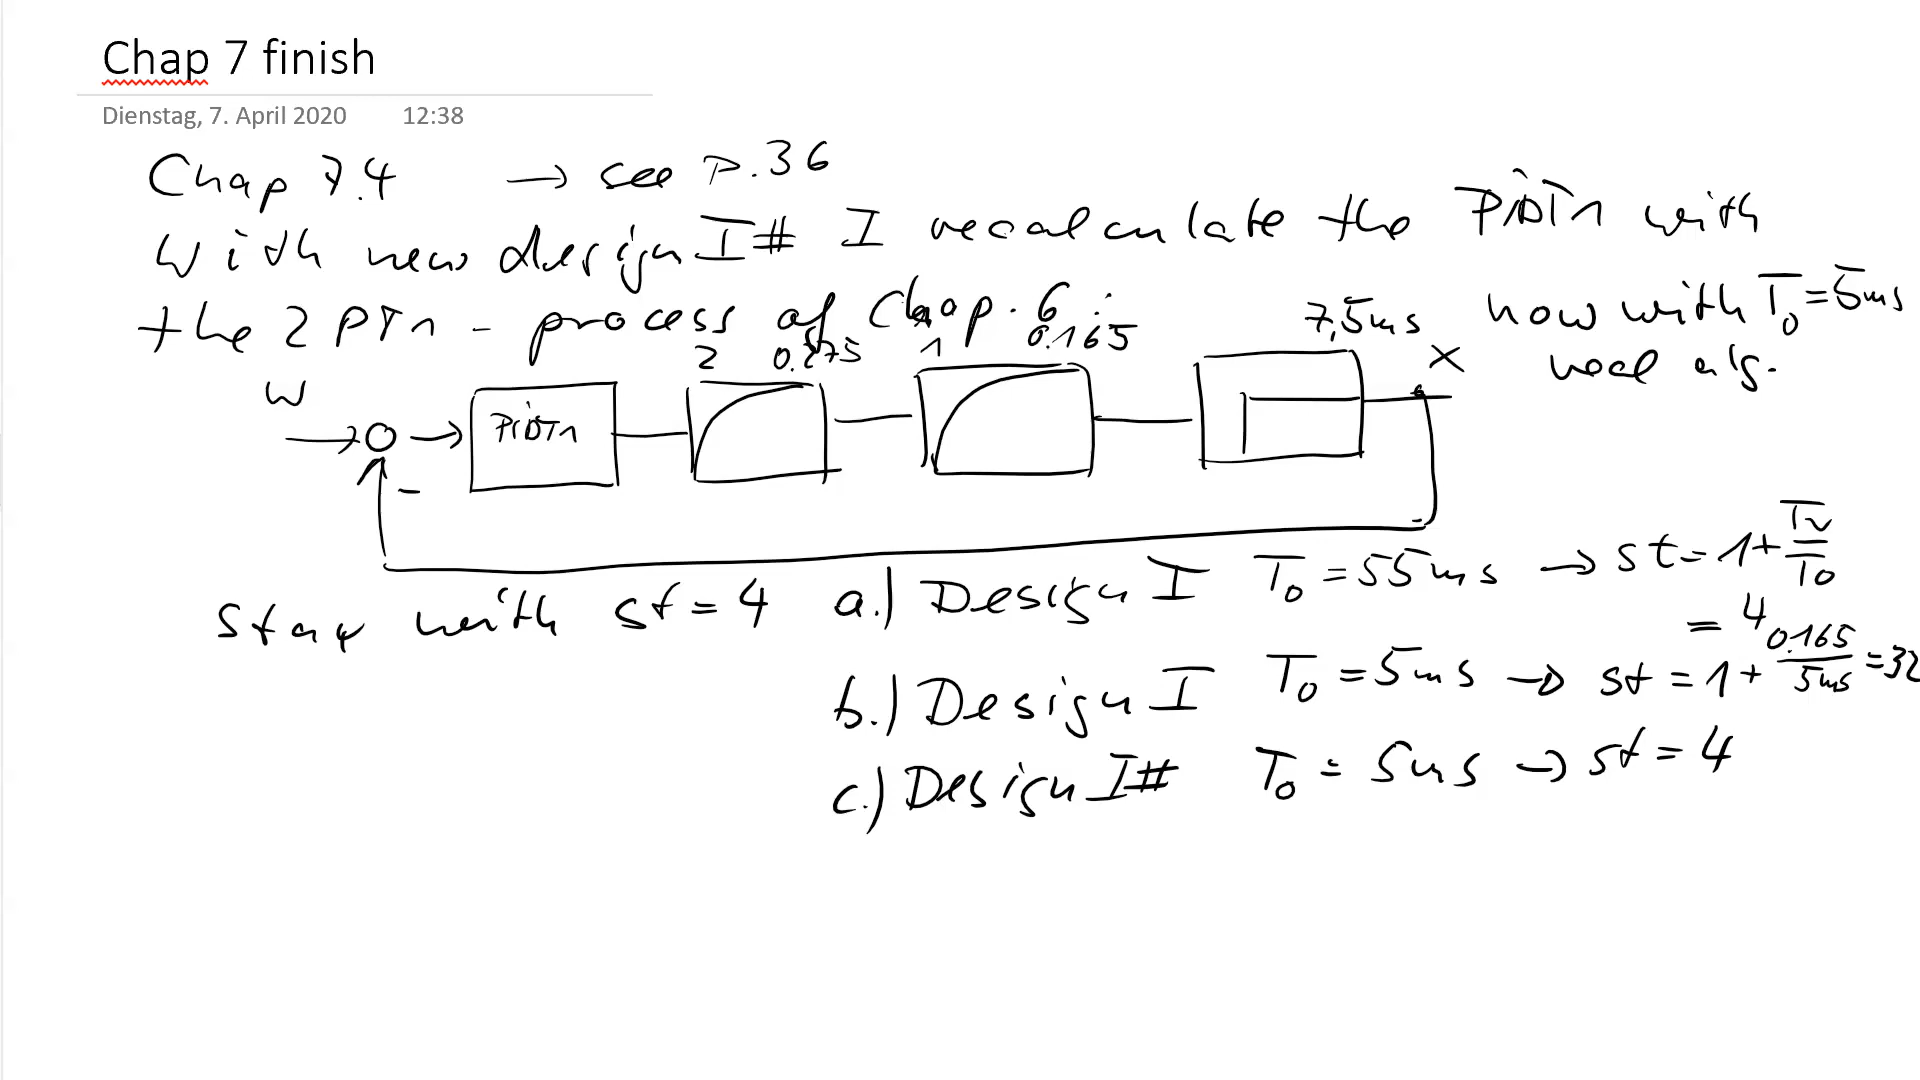 Chap 7 finish
Dienstag, 7. April 2020 12:38
Chap 7.4 → see p.36
With new design I# I recalculate the PIDT1 with
the 2 PT1 - process of Chap. 6 :
7,5ms now with T0 = 5ms
real alg.
2 0.275 1 0.165
W X
PIDT1
-
Stay with st = 4 a.) Design I T0 = 55ms → st = 1 + Tv/T0
= 4
b.) Design I T0 = 5ms → st = 1 + 0.165/5ms = 32
c.) Design I# T0 = 5ms → st = 4